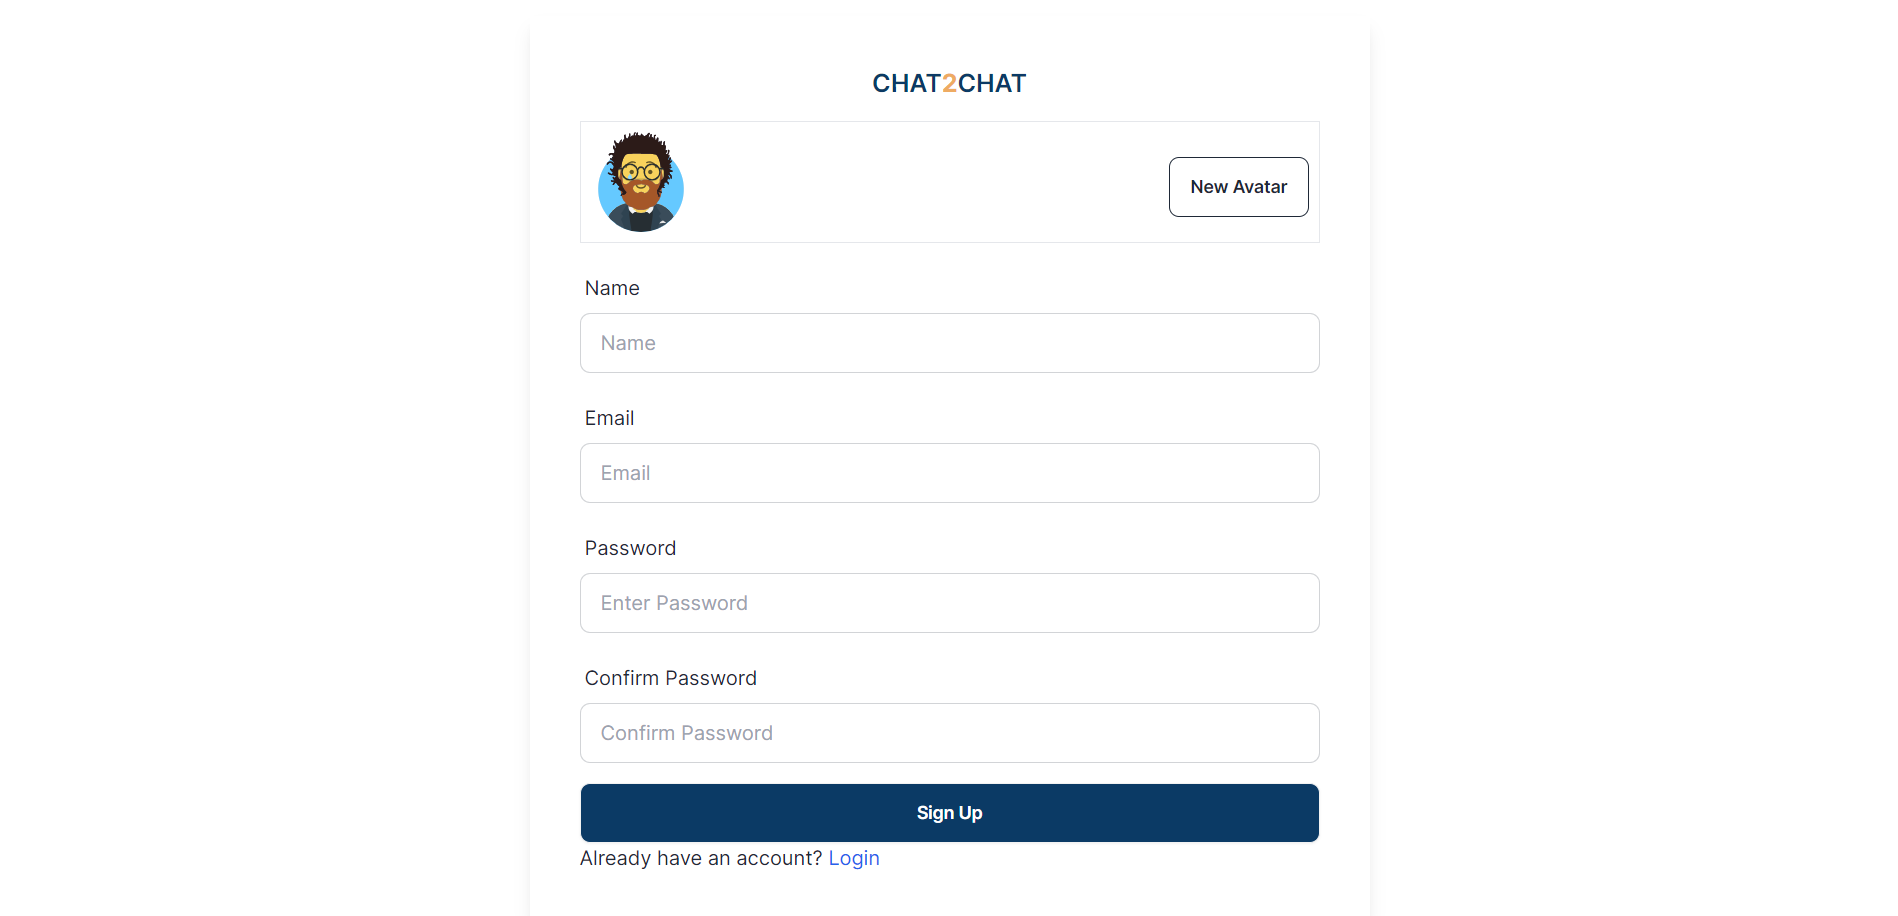 CHAT2CHAT
New Avatar
Name
Name
Email
Email
Password
Enter Password
Confirm Password
Confirm Password
Sign Up
Already have an account? Login